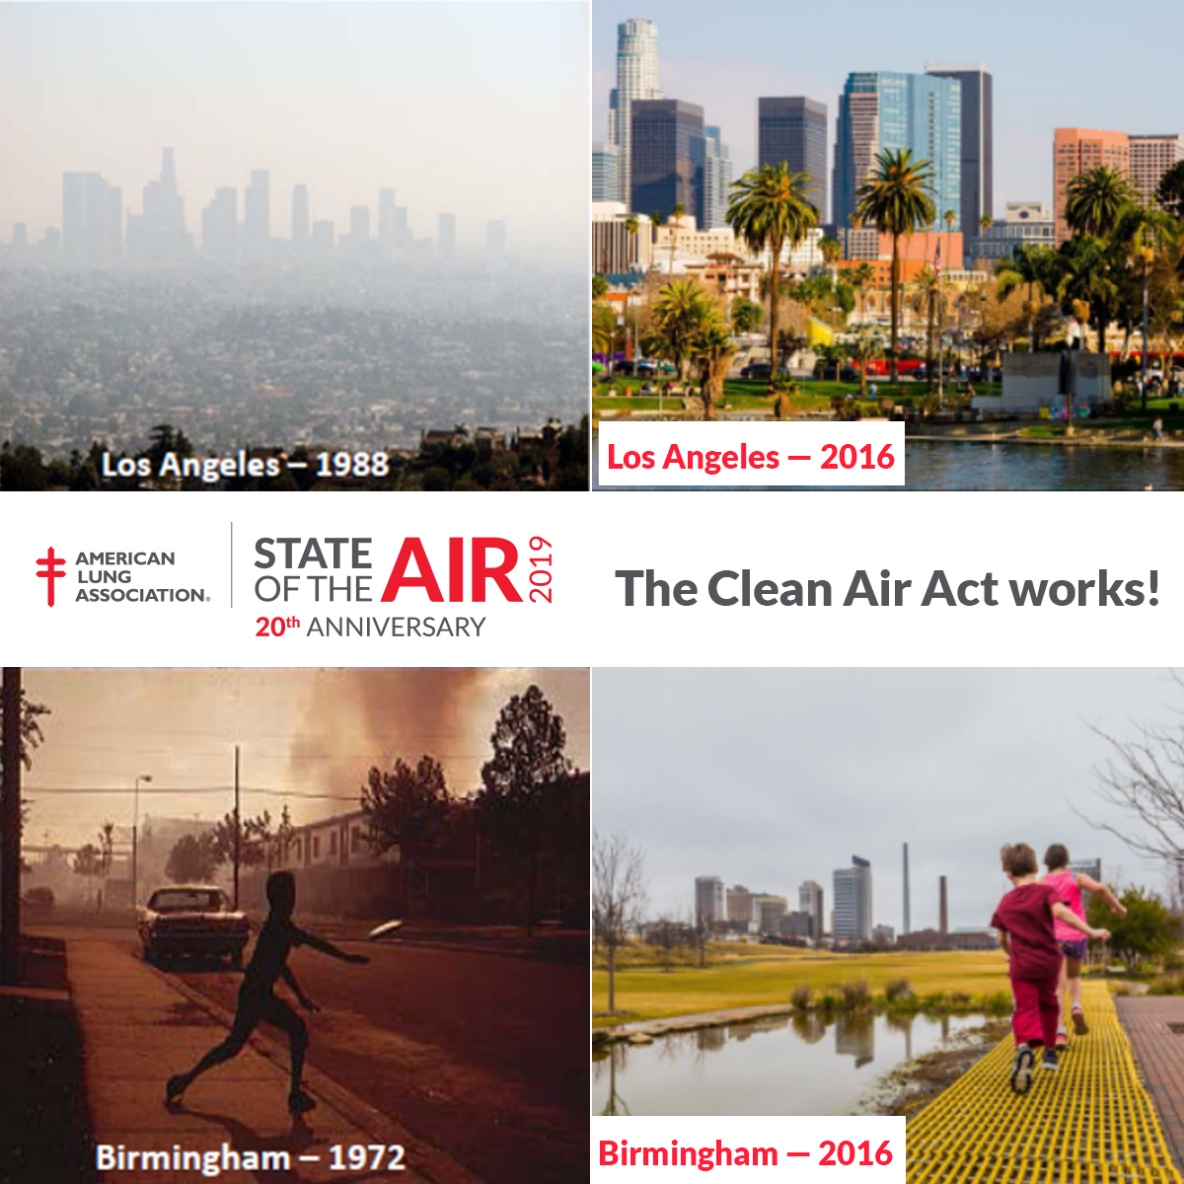 Los Angeles – 1988
Los Angeles — 2016
AMERICAN
LUNG
ASSOCIATION®
STATE
OF THE AIR 2019
20th ANNIVERSARY
The Clean Air Act works!
Birmingham – 1972
Birmingham — 2016